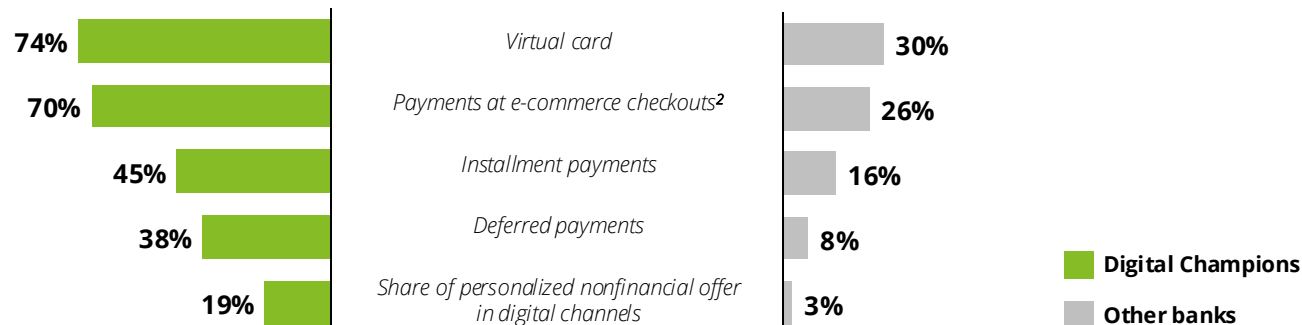 74% Virtual card 30%
70% Payments at e-commerce checkouts2 26%
45% Installment payments 16%
38% Deferred payments 8%
19% Share of personalized nonfinancial offer
in digital channels 3%
Digital Champions
Other banks